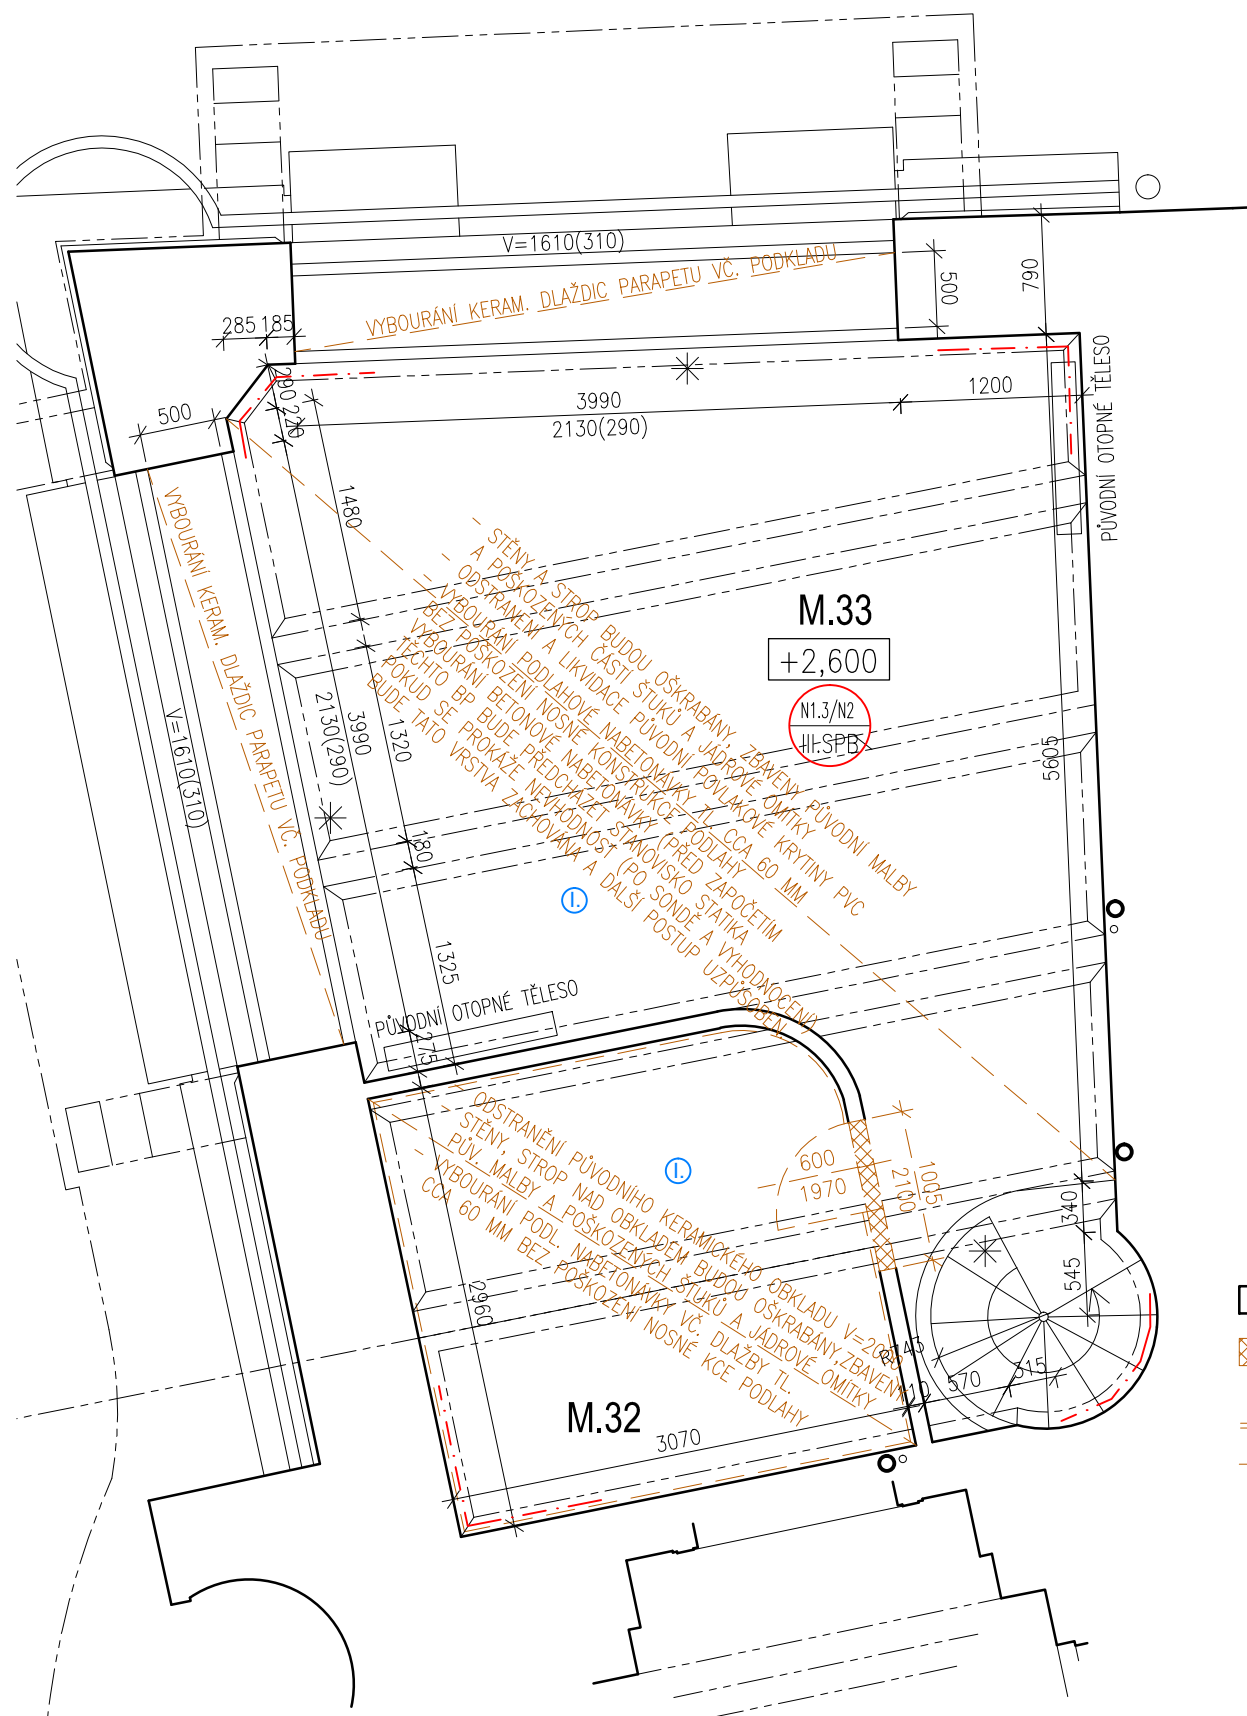 V=1610(310)
VYBOURÁNÍ KERAM. DLAŽDIC PARAPETU VČ. PODKLADU
500
790
285
185
290
220
500
3990
2130(290)
1200
PŮVODNÍ OTOPNÉ TĚLESO
1480
VYBOURÁNÍ KERAM. DLAŽDIC PARAPETU VČ. PODKLADU
V=1610(310)
- STĚNY A STROP BUDOU OŠKRABÁNY, ZBAVENY PŮVODNÍ MALBY
A POŠKOZENÝCH ČÁSTÍ ŠTUKŮ A JÁDROVÉ OMÍTKY
- ODSTRANĚNÍ A LIKVIDACE PŮVODNÍ POVLAKOVÉ KRYTINY PVC
- VYBOURÁNÍ PODLAHOVÉ NABETONÁVKY TL. CCA 60 MM
BEZ POŠKOZENÍ NOSNÉ KONSTRUKCE PODLAHY
VYBOURÁNÍ BETONOVÉ NABETONÁVKY (PŘED ZAPOČETÍM
TĚCHTO BP BUDE PŘEDCHÁZET STANOVISKO STATIKA
POKUD SE PROKÁŽE NEVHODNOST (PO SONDĚ A VYHODNOCENÍ)
BUDE TATO VRSTVA ZACHOVÁNA A DALŠÍ POSTUP UZPŮSOBEN.
M.33
+2,600
N1.3/N2
III.SPB
2130(290)
3990
1320
5605
180
I.
1325
PŮVODNÍ OTOPNÉ TĚLESO
275
- ODSTRANĚNÍ PŮVODNÍHO KERAMICKÉHO OBKLADU V=2080
- STĚNY, STROP NAD OBKLADEM BUDOU OŠKRABÁNY,ZBAVENY
PŮV. MALBY A POŠKOZENÝCH ŠTUKŮ A JÁDROVÉ OMÍTKY
- VYBOURÁNÍ PODL. NABETONÁVKY VČ. DLAŽBY TL.
CCA 60 MM BEZ POŠKOZENÍ NOSNÉ KCE PODLAHY
I.
600
1970
1005
2100
340
545
2960
R743
110
570
515
M.32
3070